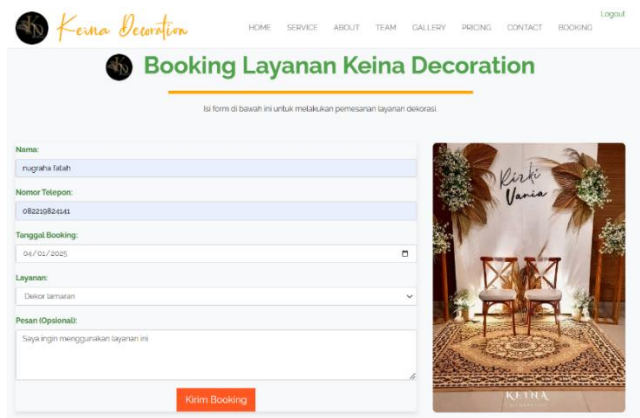 Logout
Keina Decoration
HOME SERVICE ABOUT TEAM GALLERY PRICING CONTACT BOOKING
Booking Layanan Keina Decoration
Isi form di bawah ini untuk melakukan pemesanan layanan dekorasi.
Nama:
nugraha fatah
Nomor Telepon:
082219824141
Tanggal Booking:
04/01/2025
Layanan:
Dekor lamaran
Pesan (Opsional):
Saya ingin menggunakan layanan ini
Kirim Booking
Rizki
Vania
KEINA